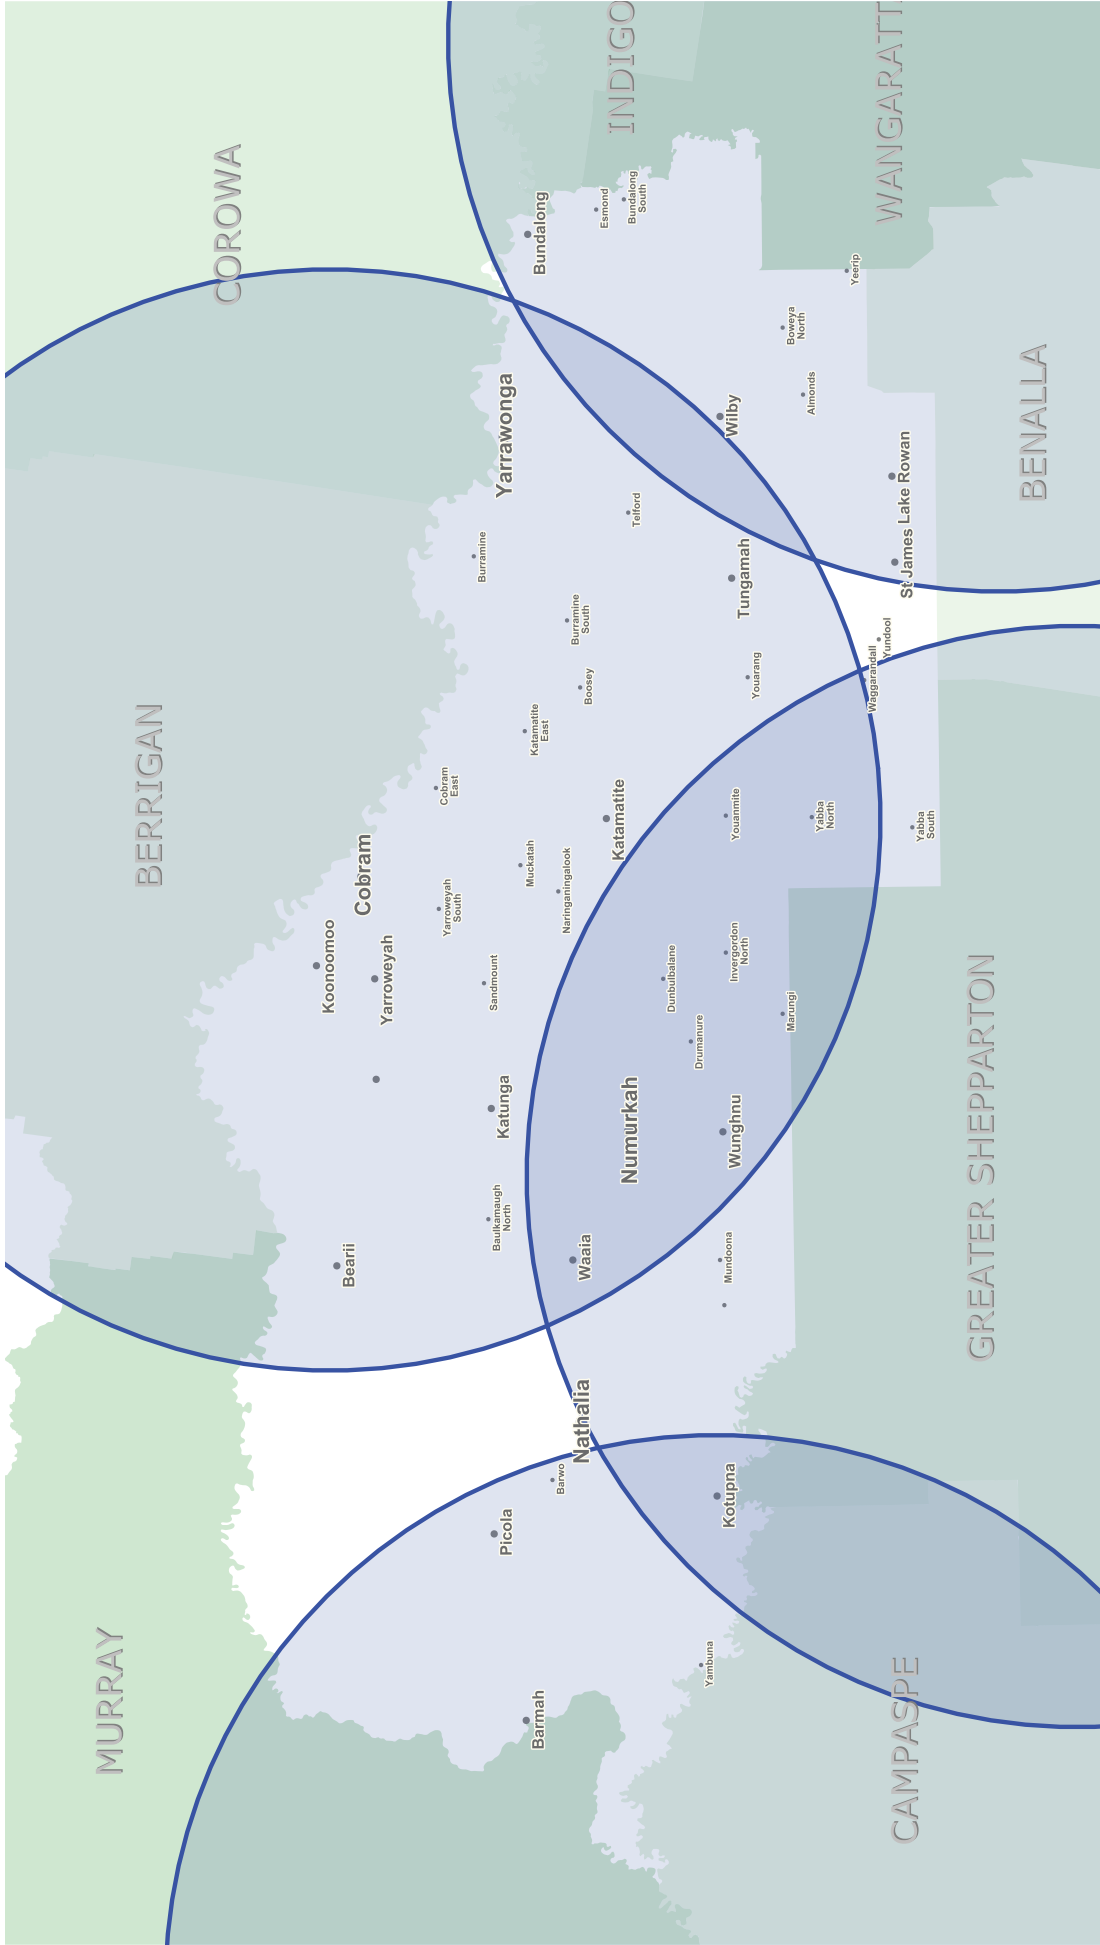 MURRAY
BERRIGAN
COROWA
INDIGO
WANGARATT
BENALLA
GREATER SHEPPARTON
CAMPASPE
Bearii
Koonoomoo
Yarroweyah
Cobram
Cobram
East
Yarroweyah
South
Sandmount
Katunga
Baulkamaugh
North
Muckatah
Naringaningalook
Katamatite
East
Burramine
Burramine
South
Boosey
Yarrawonga
Bundalong
Esmond
Bundalong
South
Telford
Wilby
Boweya
North
Almonds
Yeerip
Lake Rowan
St James
Tungamah
Youarang
Yundool
Waggarandall
Katamatite
Youanmite
Yabba
North
Yabba
South
Dunbulbalane
Invergordon
North
Drumanure
Marungi
Numurkah
Wunghnu
Waaia
Mundoona
Nathalia
Barwo
Picola
Kotupna
Yambuna
Barmah